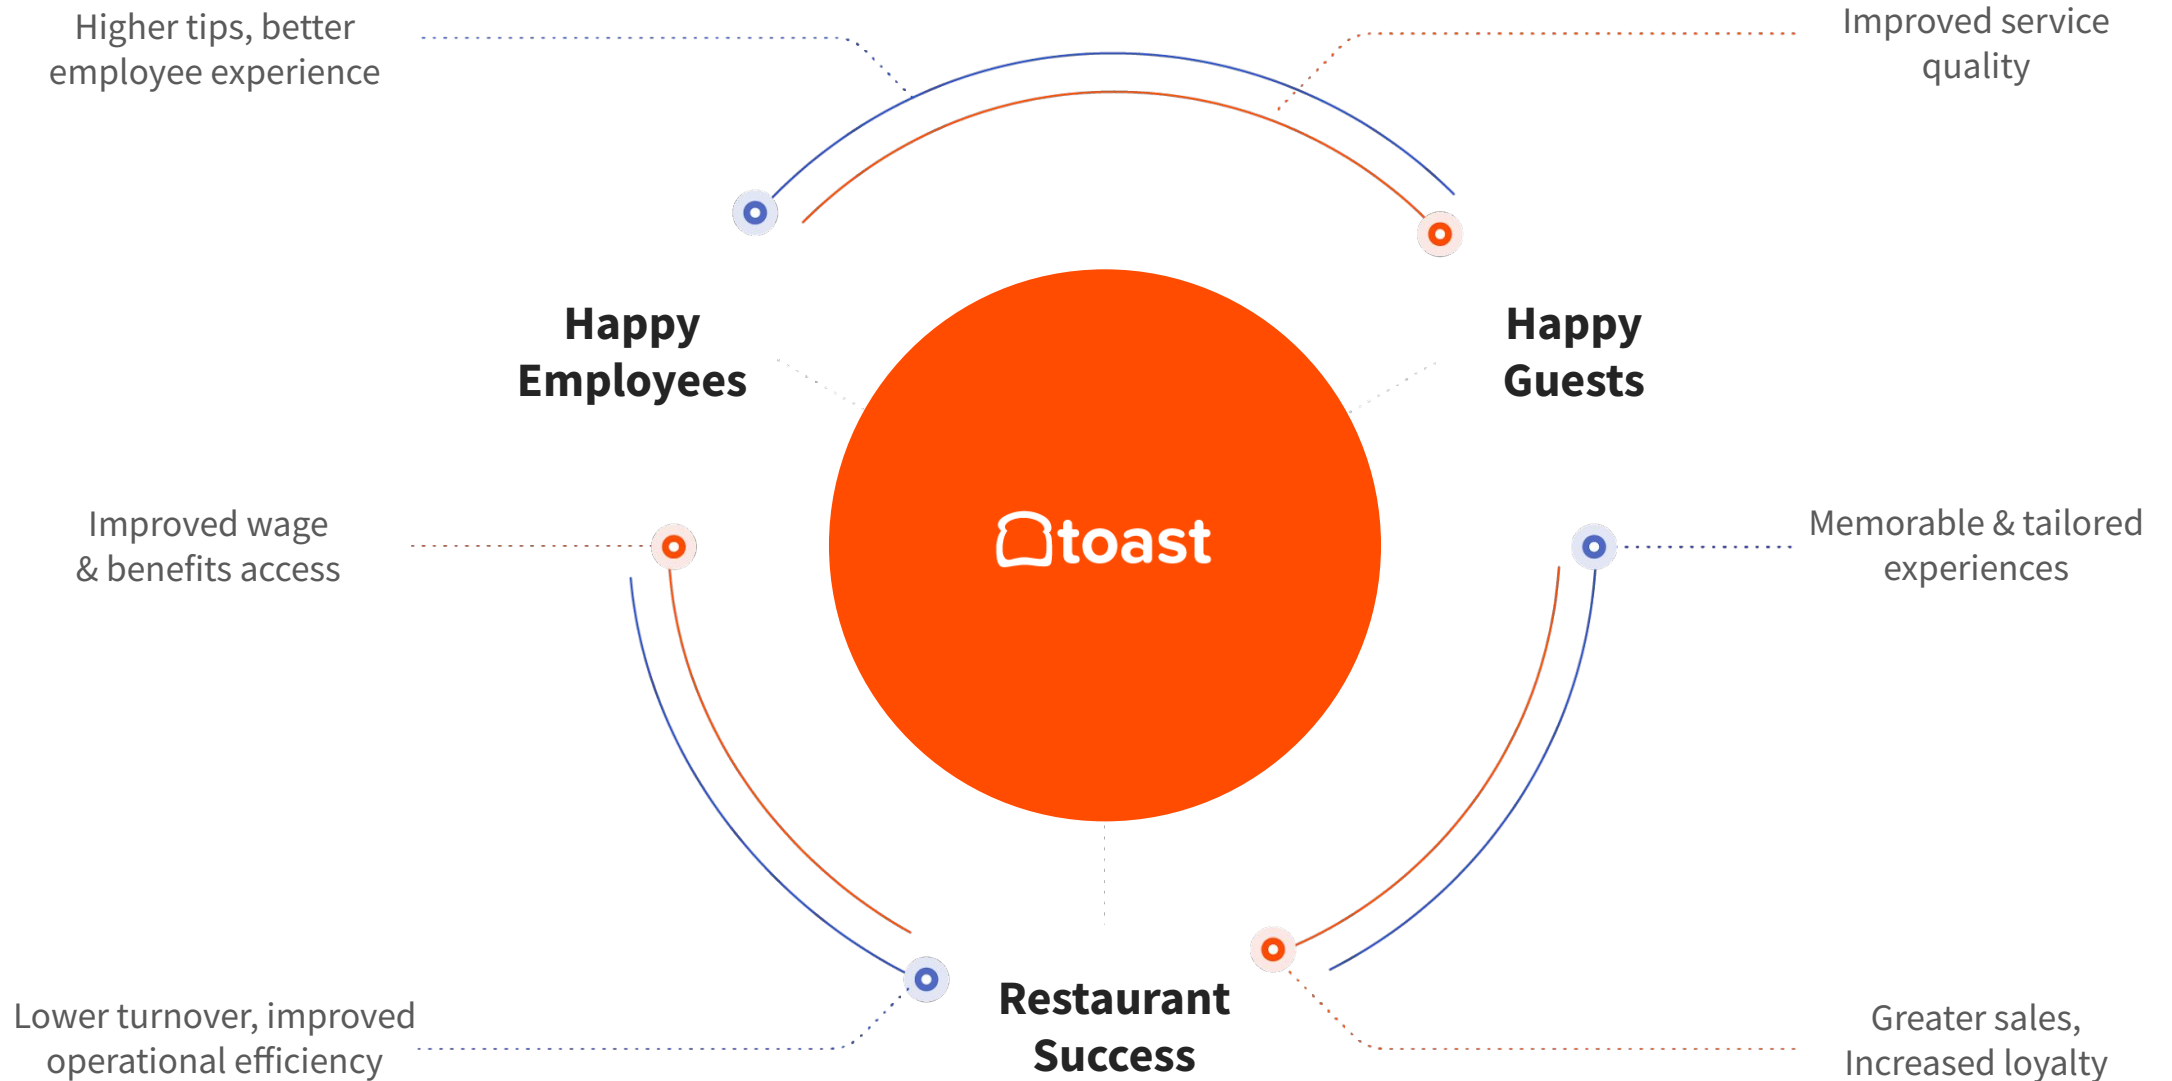 Higher tips, better
employee experience
Improved service
quality
Happy
Employees
Happy
Guests
Improved wage
& benefits access
toast
Memorable & tailored
experiences
Lower turnover, improved
operational efficiency
Restaurant
Success
Greater sales,
Increased loyalty